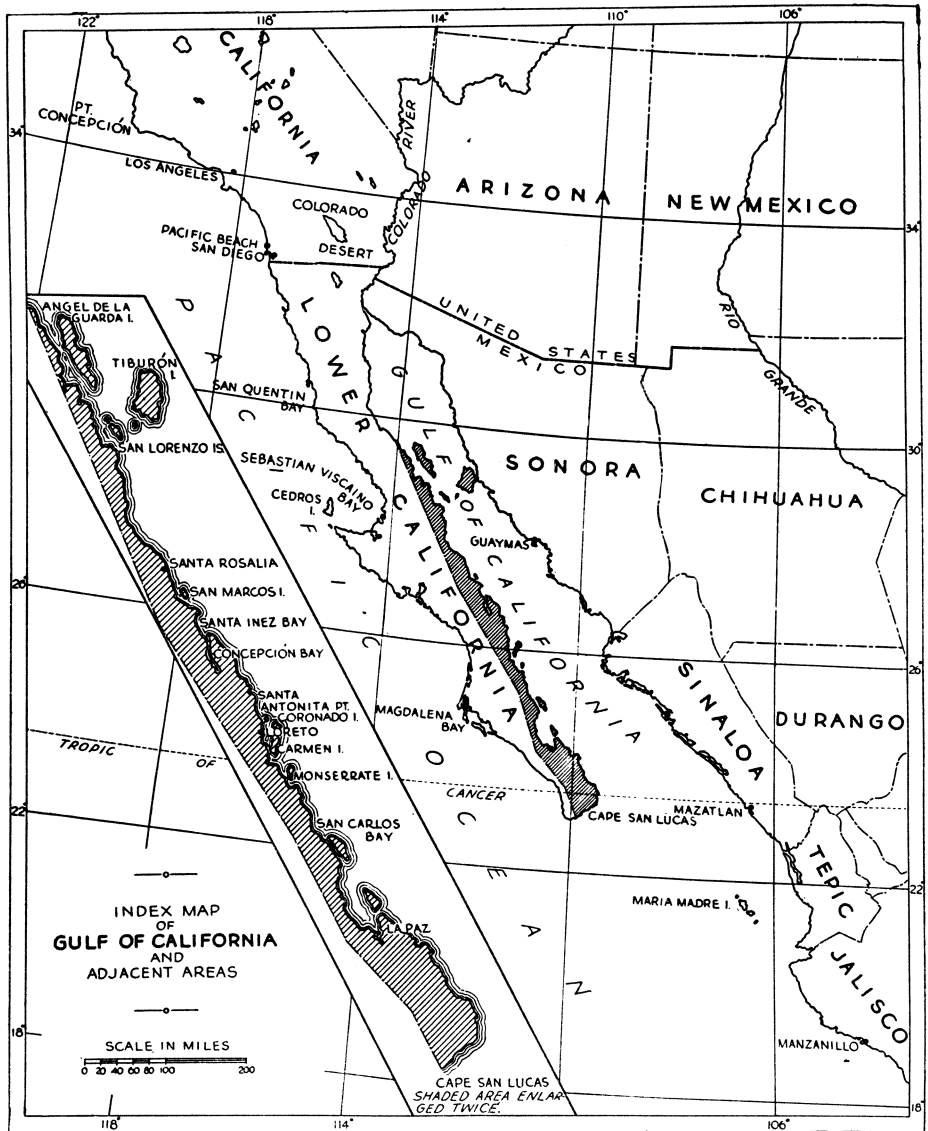 122°
118°
114°
110°
106°
CALIFORNIA
PT.
CONCEPCIÓN
34°
LOS ANGELES
RIVER
COLORADO
ARIZONA
NEW MEXICO
34°
COLORADO
DESERT
PACIFIC BEACH
SAN DIEGO
UNITED STATES
MEXICO
RIO GRANDE
PACIFIC OCEAN
LOWER CALIFORNIA
GULF OF CALIFORNIA
ANGEL DE LA
GUARDA I.
TIBURÓN
I.
SAN QUENTIN
BAY
SAN LORENZO IS.
SEBASTIAN VISCAINO
BAY
CEDROS
I.
SONORA
30°
CHIHUAHUA
GUAYMAS
SANTA ROSALIA
26°
SAN MARCOS I.
SANTA INEZ BAY
CONCEPCIÓN BAY
26°
SINALOA
SANTA
ANTONITA PT.
CORONADO I.
RETO
CARMEN I.
MONSERRATE I.
MAGDALENA
BAY
DURANGO
TROPIC OF CANCER
CAPE SAN LUCAS
MAZATLAN
22°
SAN CARLOS
BAY
TEPIC
22°
MARIA MADRE I.
LA PAZ
JALISCO
MANZANILLO
INDEX MAP
OF
GULF OF CALIFORNIA
AND
ADJACENT AREAS
18°
SCALE IN MILES
0 20 40 60 80 100 200
CAPE SAN LUCAS
SHADED AREA ENLAR-
GED TWICE.
18°
118°
114°
106°